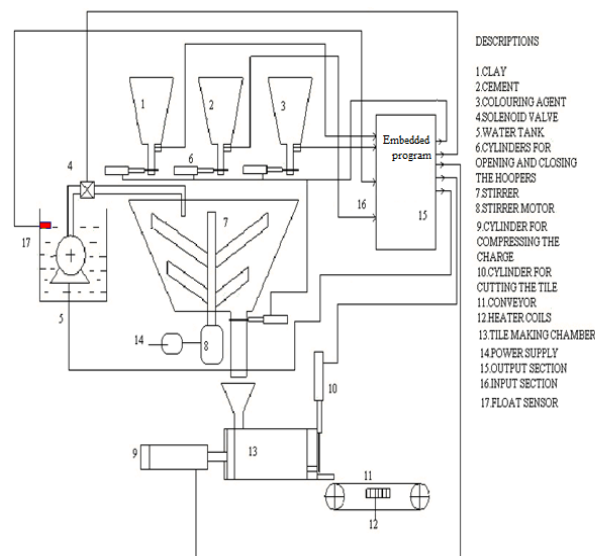 DESCRIPTIONS
1.CLAY
2.CEMENT
3.COLOURING AGENT
4.SOLENOID VALVE
5.WATER TANK
6.CYLINDERS FOR
OPENING AND CLOSING
THE HOOPERS
7.STIRRER
8.STIRRER MOTOR
9.CYLINDER FOR
COMPRESSING THE
CHARGE
10.CYLINDER FOR
CUTTING THE TILE
11.CONVEYOR
12.HEATER COILS
13.TILE MAKING CHAMBER
14.POWER SUPPLY
15.OUTPUT SECTION
16.INPUT SECTION
17.FLOAT SENSOR
1
2
3
Embedded
program
4
6
16
15
7
17
5
14
8
10
9
13
11
12